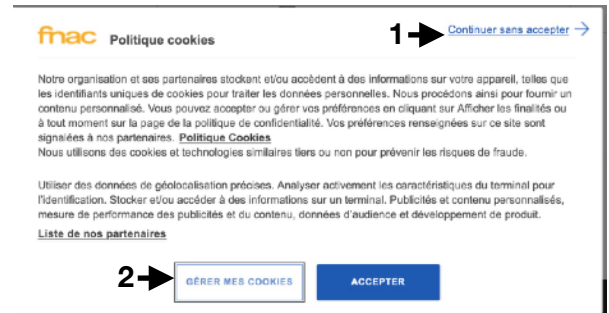 fnac Politique cookies 1 Continuer sans accepter →
Notre organisation et ses partenaires stockent et/ou accèdent à des informations sur votre appareil, telles que
les identifiants uniques de cookies pour traiter les données personnelles. Nous procédons ainsi pour fournir un
contenu personnalisé. Vous pouvez accepter ou gérer vos préférences en cliquant sur Afficher les finalités ou
à tout moment sur la page de la politique de confidentialité. Vos préférences renseignées sur ce site sont
signalées à nos partenaires. Politique Cookies
Nous utilisons des cookies et technologies similaires tiers ou non pour prévenir les risques de fraude.
Utiliser des données de géolocalisation précises. Analyser activement les caractéristiques du terminal pour
l'identification. Stocker et/ou accéder à des informations sur un terminal. Publicités et contenu personnalisés,
mesure de performance des publicités et du contenu, données d'audience et développement de produit.
Liste de nos partenaires
2 GÉRER MES COOKIES ACCEPTER